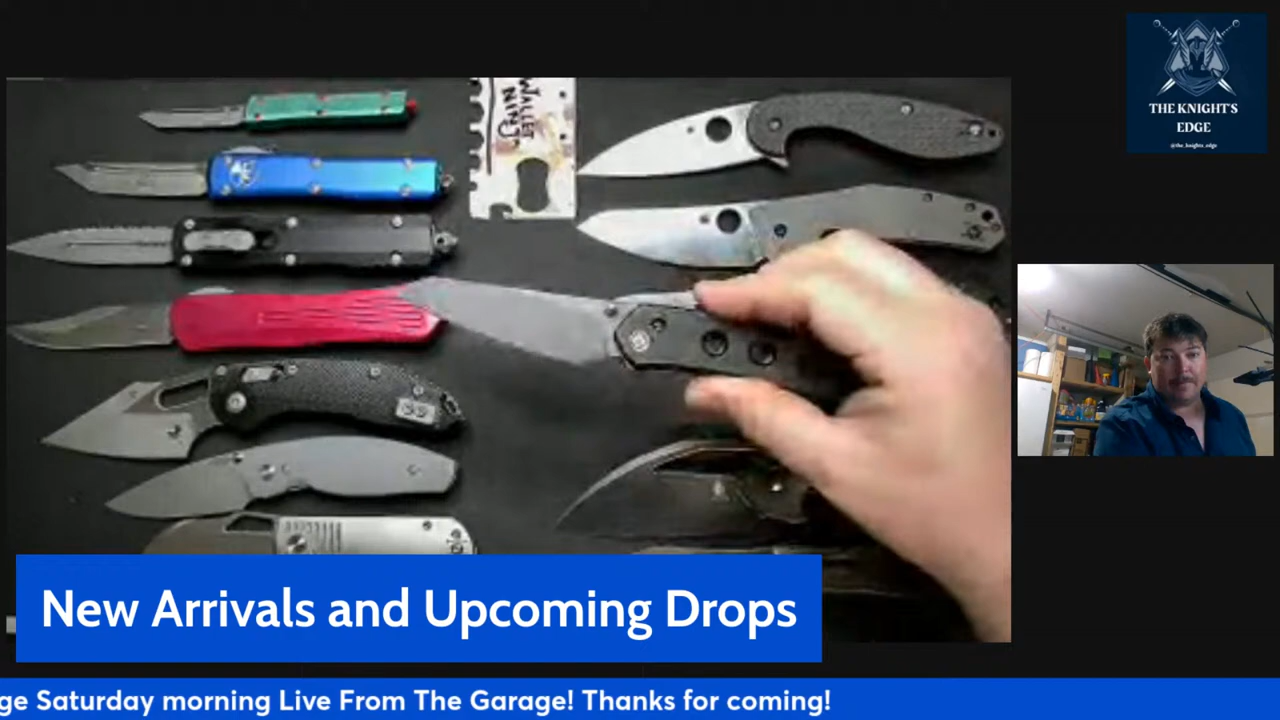 THE KNIGHT'S
EDGE
@the_knights_edge
WALLET
NINJA
New Arrivals and Upcoming Drops
ge Saturday morning Live From The Garage! Thanks for coming!